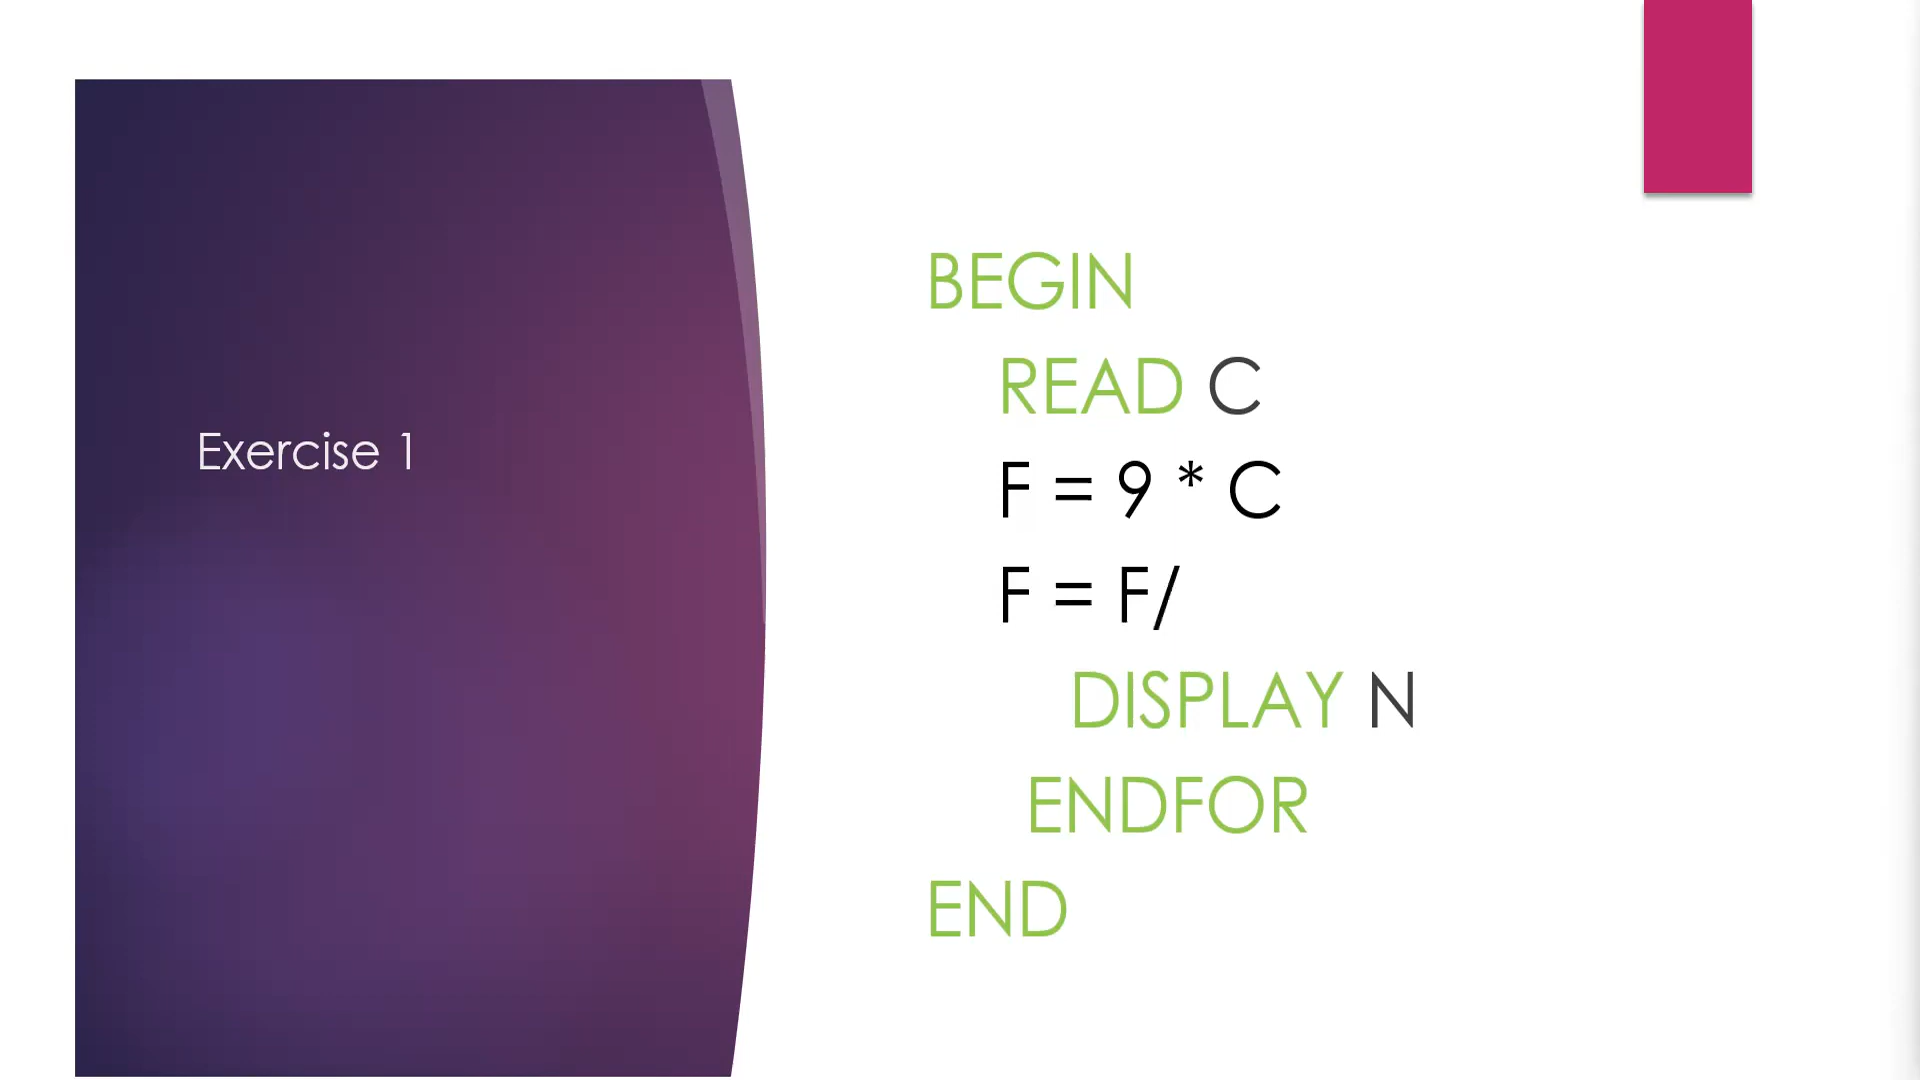 Exercise 1
BEGIN
READ C
F = 9 * C
F = F/
DISPLAY N
ENDFOR
END